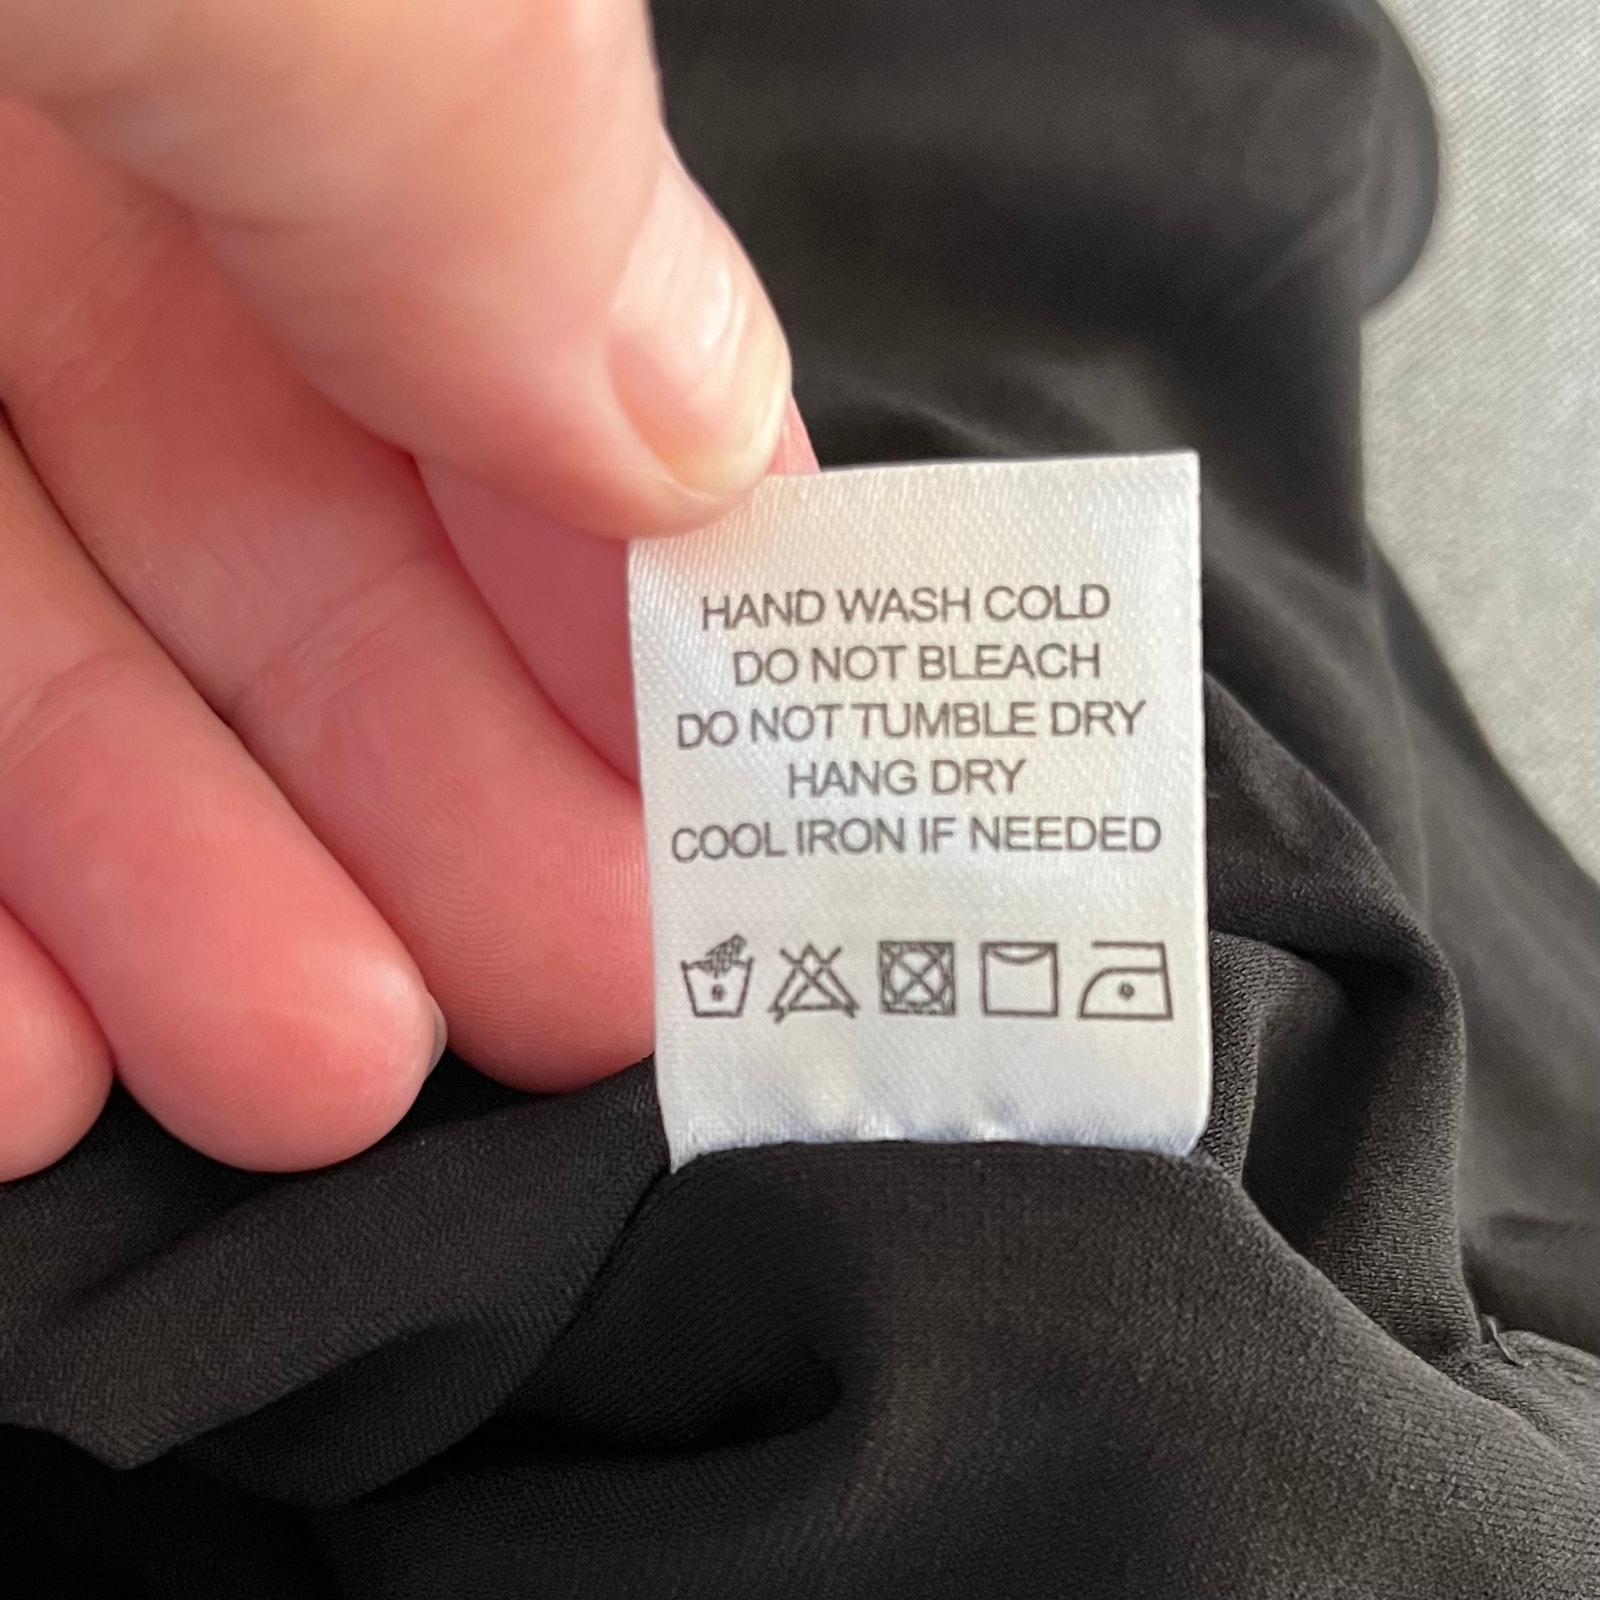 HAND WASH COLD
DO NOT BLEACH
DO NOT TUMBLE DRY
HANG DRY
COOL IRON IF NEEDED